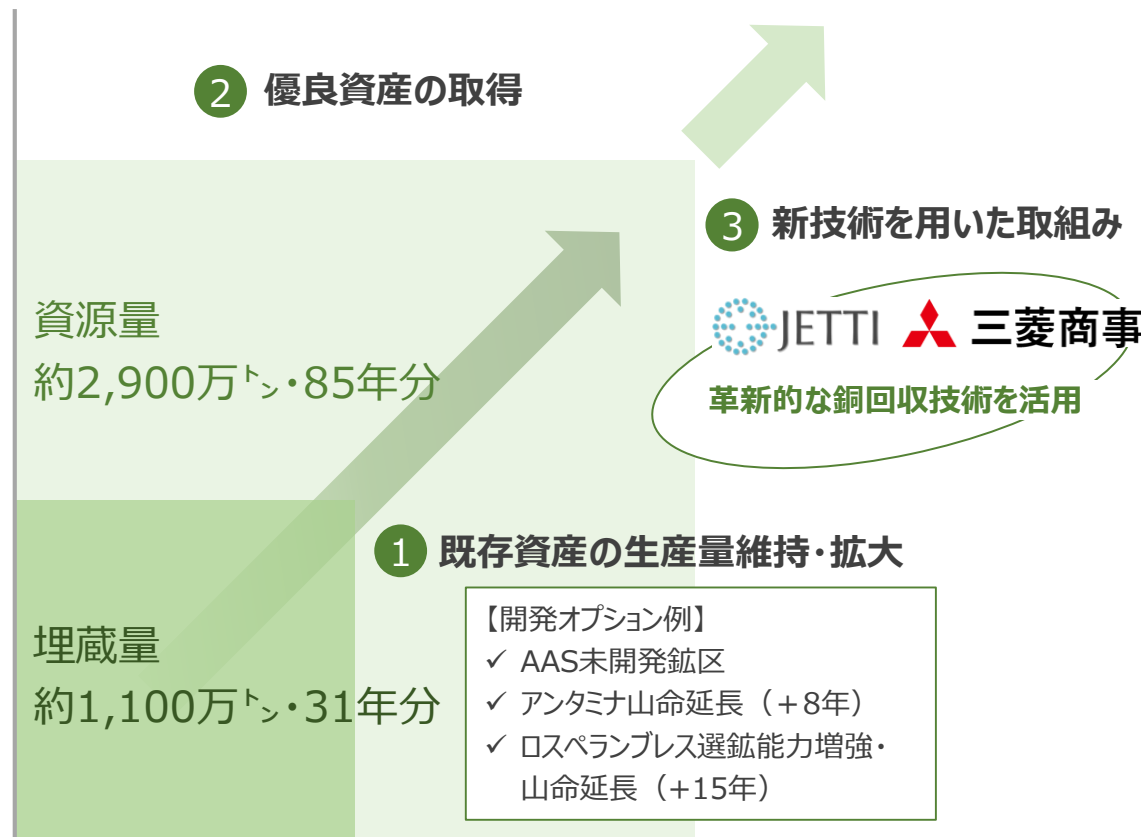 2 優良資産の取得
3 新技術を用いた取組み
JETTI 三菱商事
革新的な銅回収技術を活用
資源量
約2,900万㌧・85年分
1 既存資産の生産量維持・拡大
【開発オプション例】
✓ AAS未開発鉱区
✓ アンタミナ山命延長（+8年）
✓ ロスペランブレス選鉱能力増強・
山命延長（+15年）
埋蔵量
約1,100万㌧・31年分